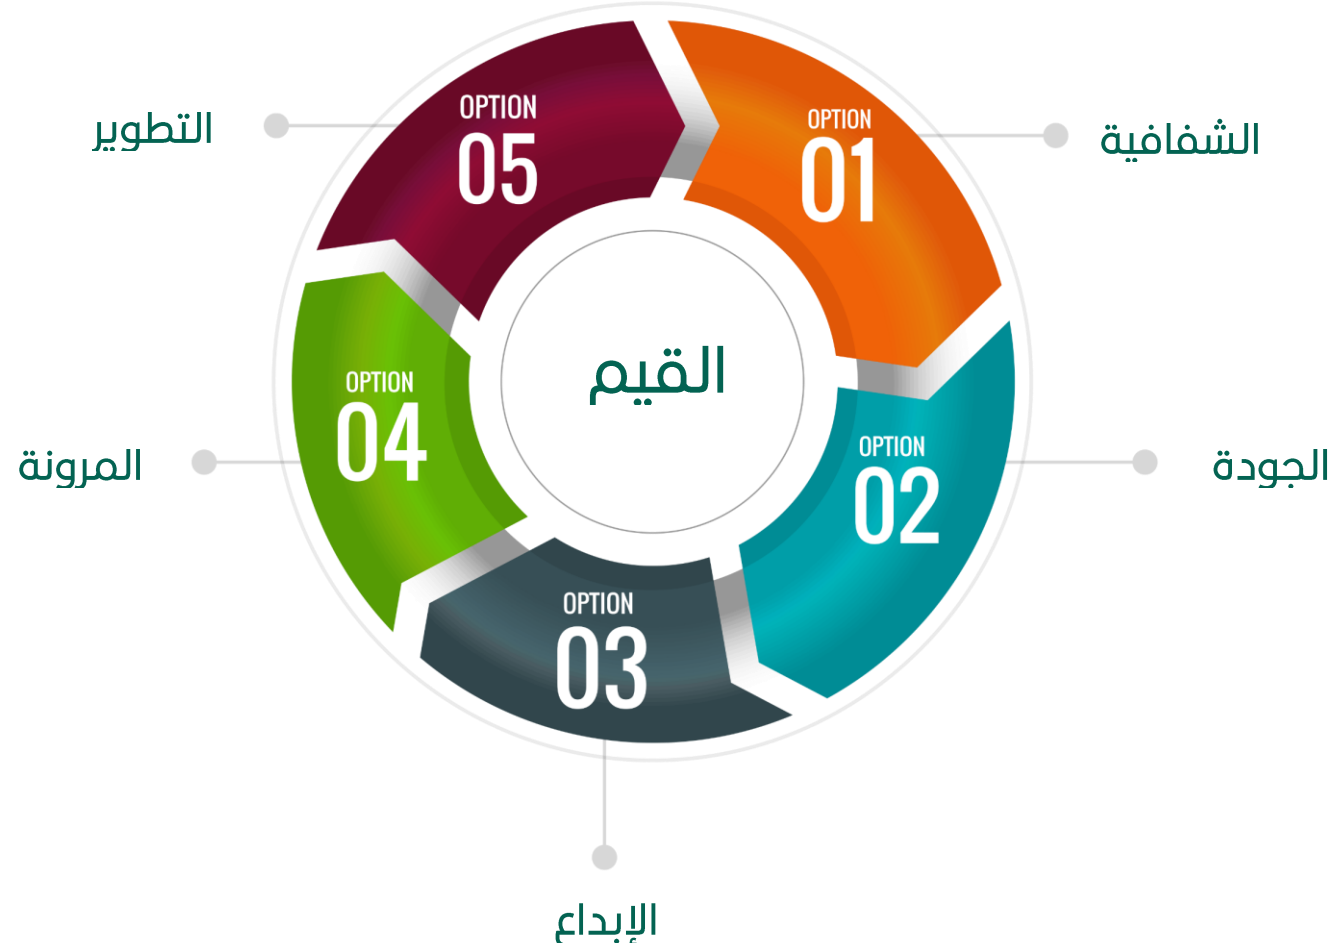 القيم
OPTION
01
الشفافية
OPTION
02
الجودة
OPTION
03
الإبداع
OPTION
04
المرونة
OPTION
05
التطوير